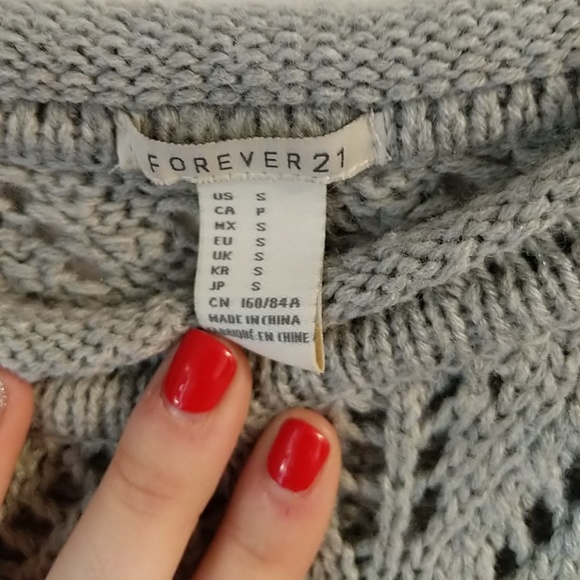 FOREVER 21
US S
CA P
MX S
EU S
UK S
KR S
JP S
CN 160/84A
MADE IN CHINA
FABRIQUÉ EN CHINE